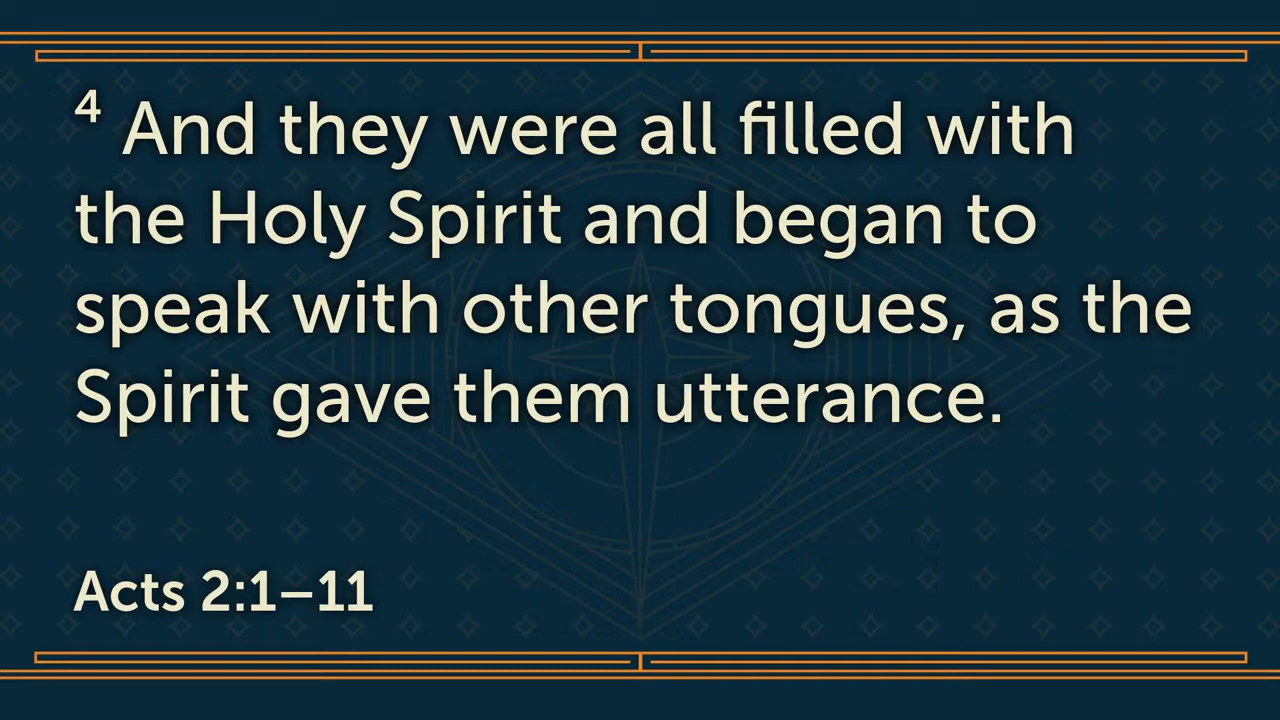 ⁴ And they were all filled with
the Holy Spirit and began to
speak with other tongues, as the
Spirit gave them utterance.
Acts 2:1–11